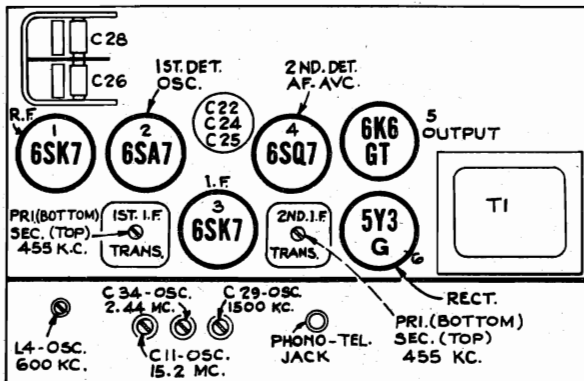 C28
C26
1ST. DET.
OSC.
2ND. DET.
AF-AVC.
C22
C24
C25
R.F.
1
6SK7
2
6SA7
4
6SQ7
6K6
GT
5
OUTPUT
I.F.
3
6SK7
5Y3
G
6
T1
PRI.(BOTTOM)
SEC. (TOP)
455 K.C.
1ST. I.F.
TRANS.
2ND. I.F.
TRANS.
RECT.
L4-OSC.
600 KC.
C34-OSC.
2.44 MC.
C29-OSC.
1500 KC.
C11-OSC.
15.2 MC.
PHONO-TEL.
JACK
PRI.(BOTTOM)
SEC. (TOP)
455 KC.